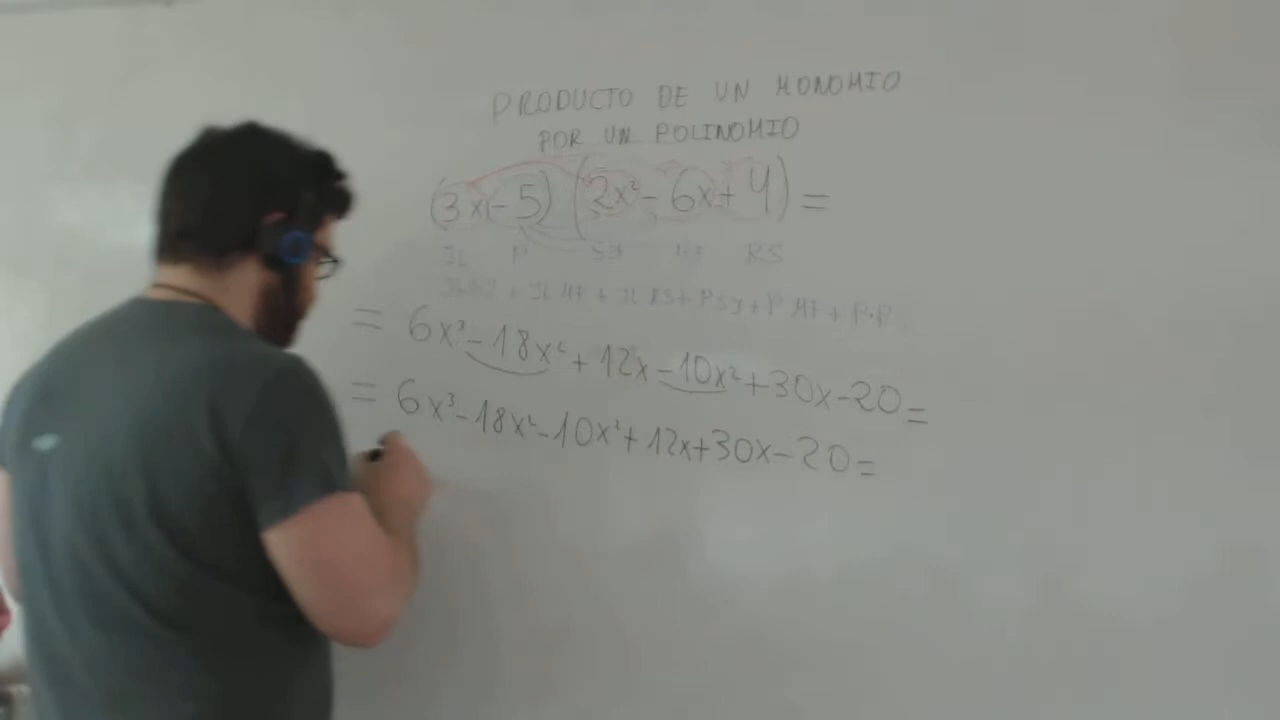 PRODUCTO DE UN MONOMIO
POR UN POLINOMIO
(3x-5) (2x²-6x+4) =
P RS
= 6x³-18x²+12x-10x²+30x-20=
= 6x³-18x²-10x²+12x+30x-20=